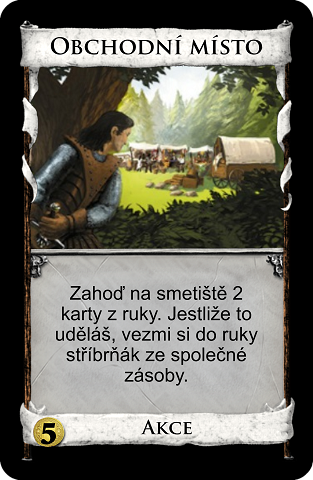 Obchodní místo
Zahoď na smetiště 2
karty z ruky. Jestliže to
uděláš, vezmi si do ruky
stříbrňák ze společné
zásoby.
5
Akce